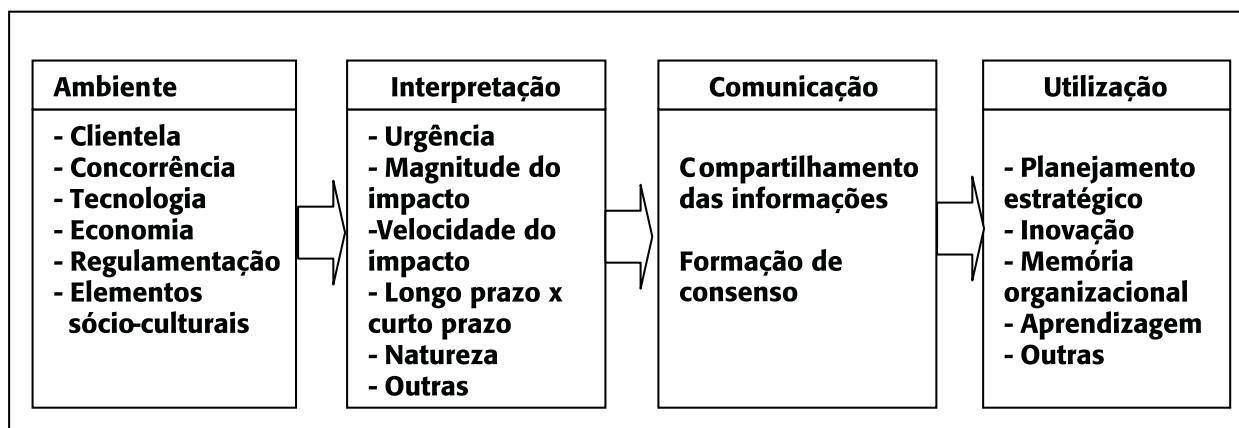 Ambiente
- Clientela
- Concorrência
- Tecnologia
- Economia
- Regulamentação
- Elementos
sócio-culturais
Interpretação
- Urgência
- Magnitude do
impacto
-Velocidade do
impacto
- Longo prazo x
curto prazo
- Natureza
- Outras
Comunicação
Compartilhamento
das informações
Formação de
consenso
Utilização
- Planejamento
estratégico
- Inovação
- Memória
organizacional
- Aprendizagem
- Outras